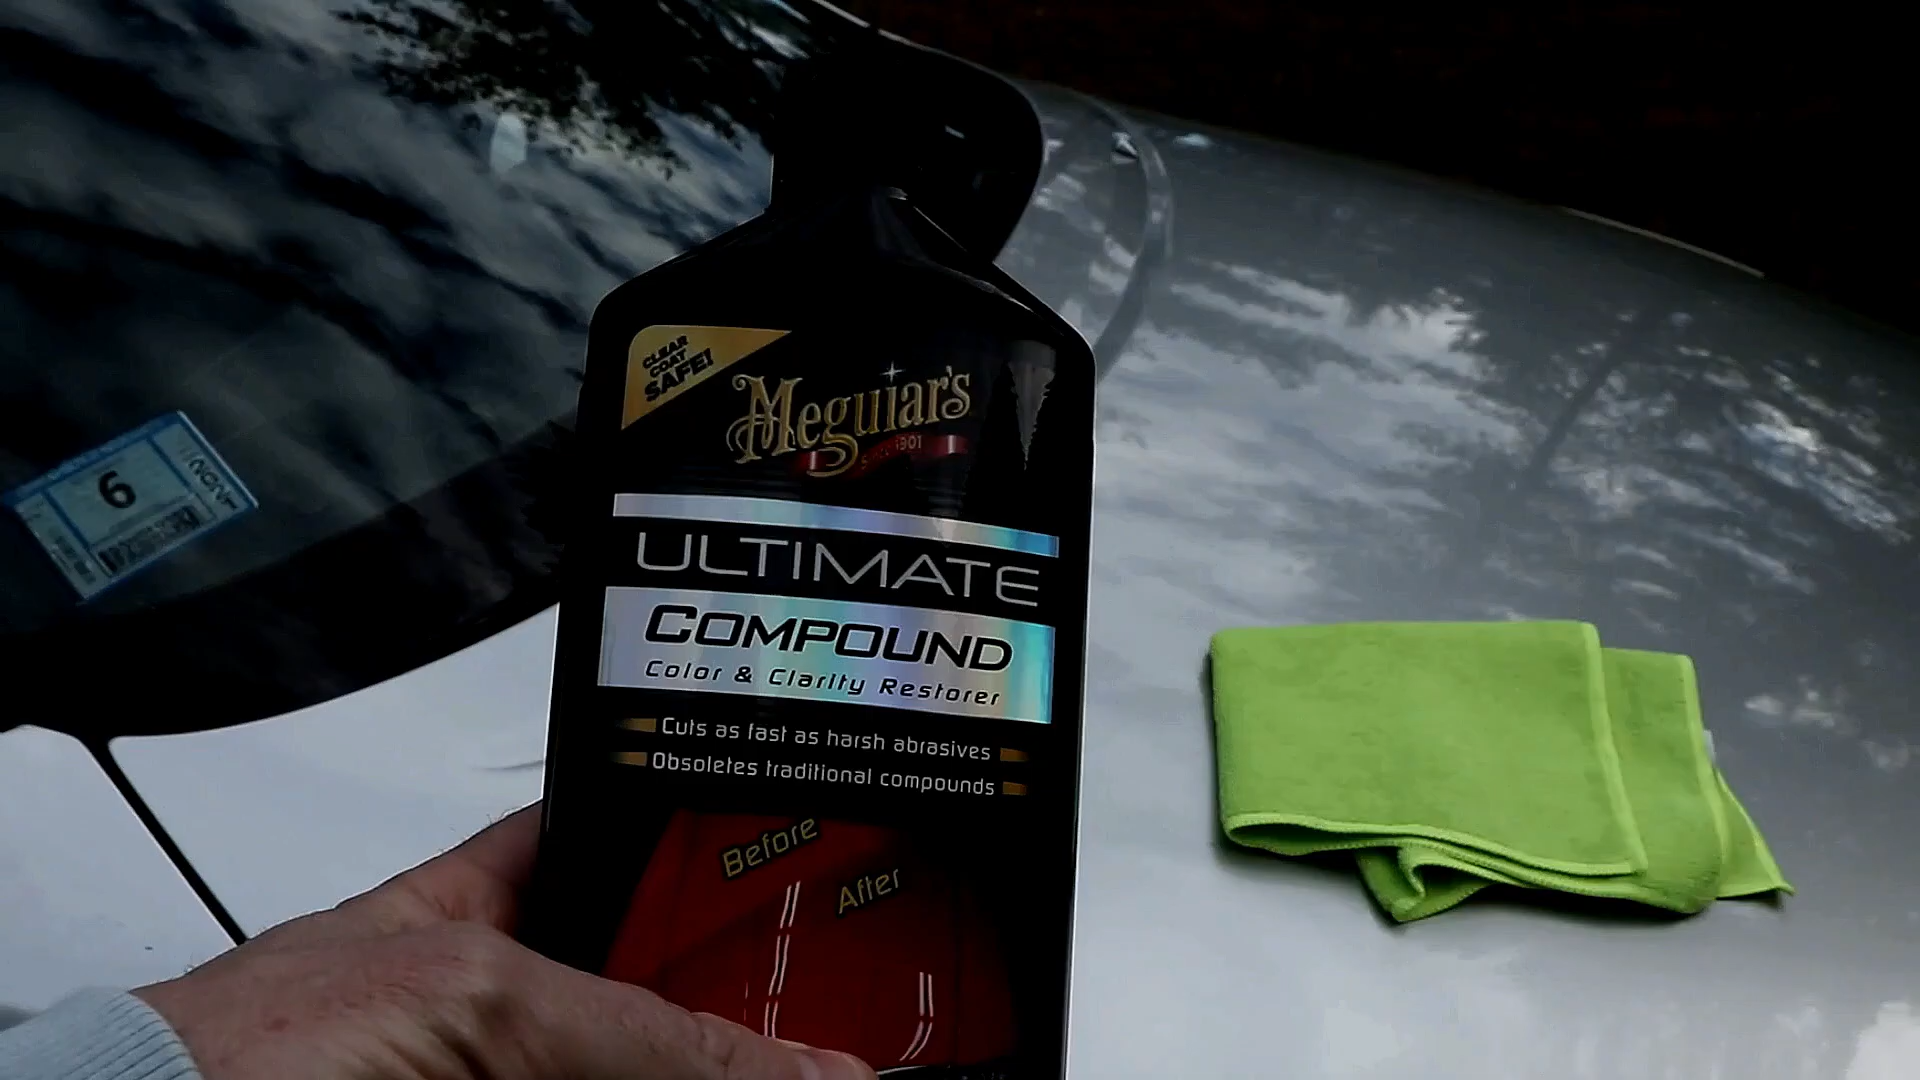 CLEAR
COAT
SAFE!
Meguiar's
Since 1901
ULTIMATE
COMPOUND
Color & Clarity Restorer
Cuts as fast as harsh abrasives
Obsoletes traditional compounds
Before
After
6